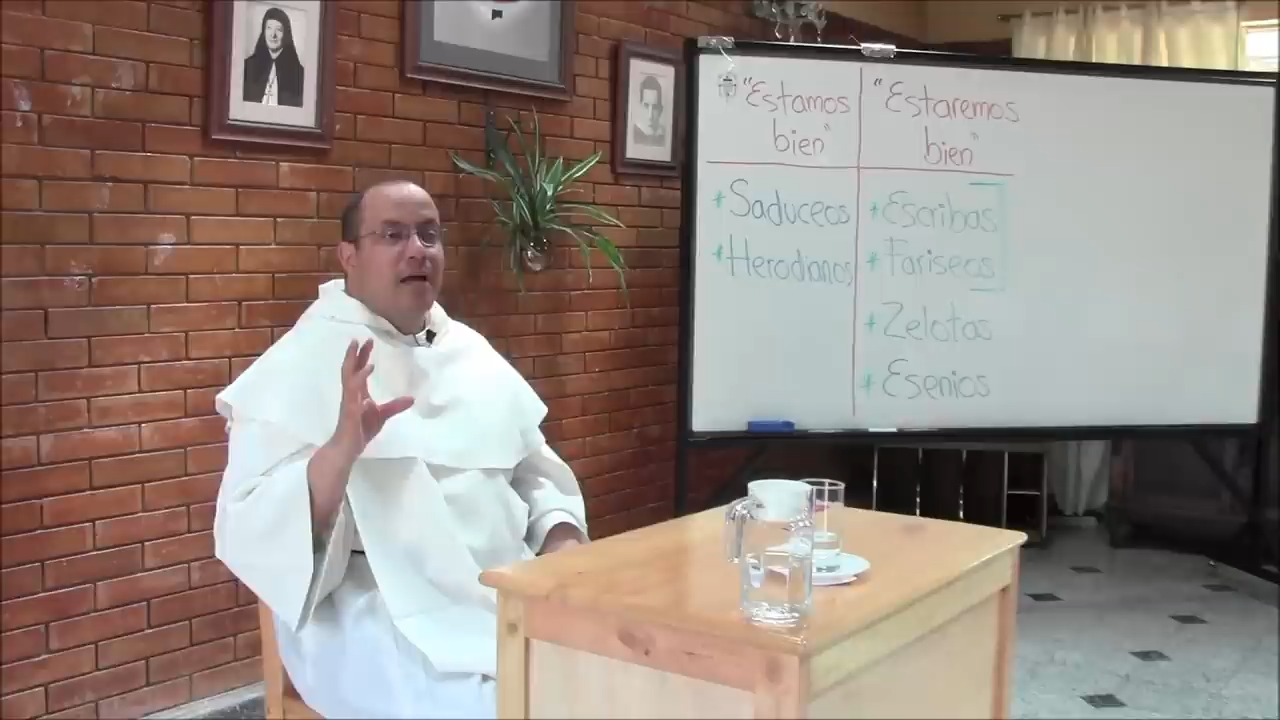 "Estamos
bien"
* Saduceos
* Herodianos
"Estaremos
bien"
* Escribas
* Fariseos
* Zelotas
* Esenios